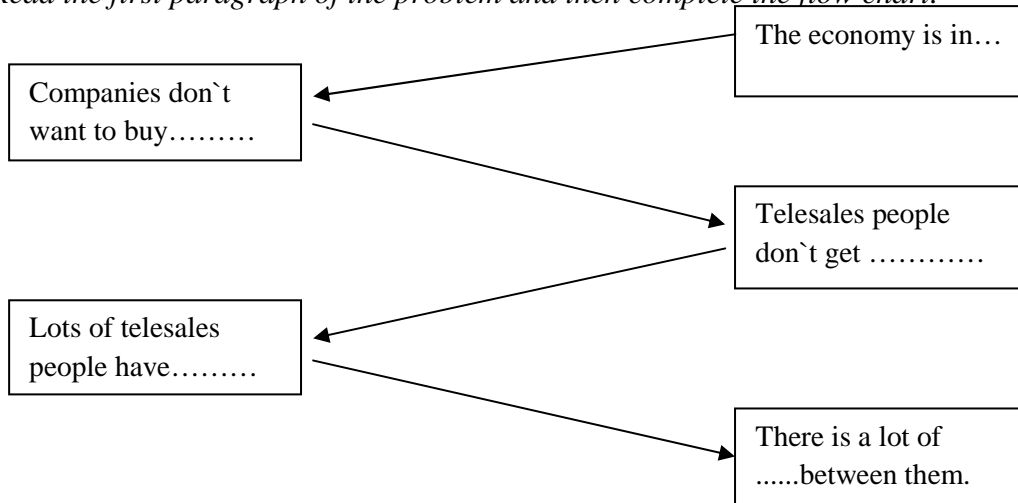 Read the first paragraph of the problem and then complete the flow chart.
The economy is in…
Companies don`t
want to buy………
Telesales people
don`t get …………
Lots of telesales
people have………
There is a lot of
......between them.